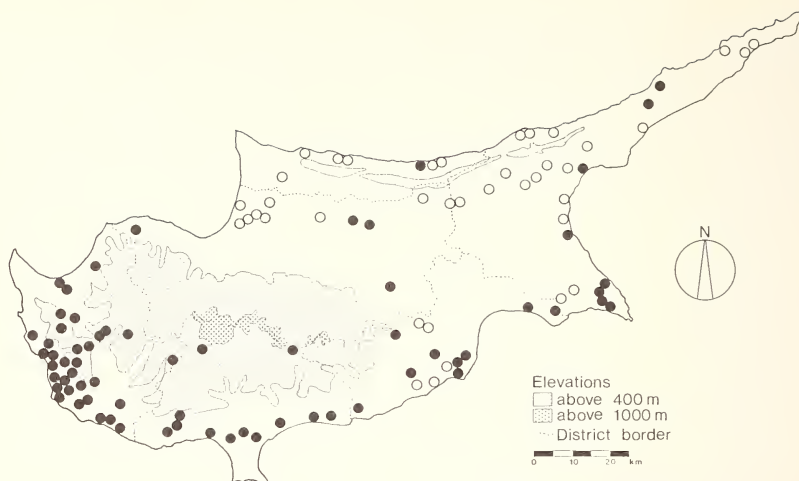 N
Elevations
above 400 m
above 1000 m
District border
0 10 20 km